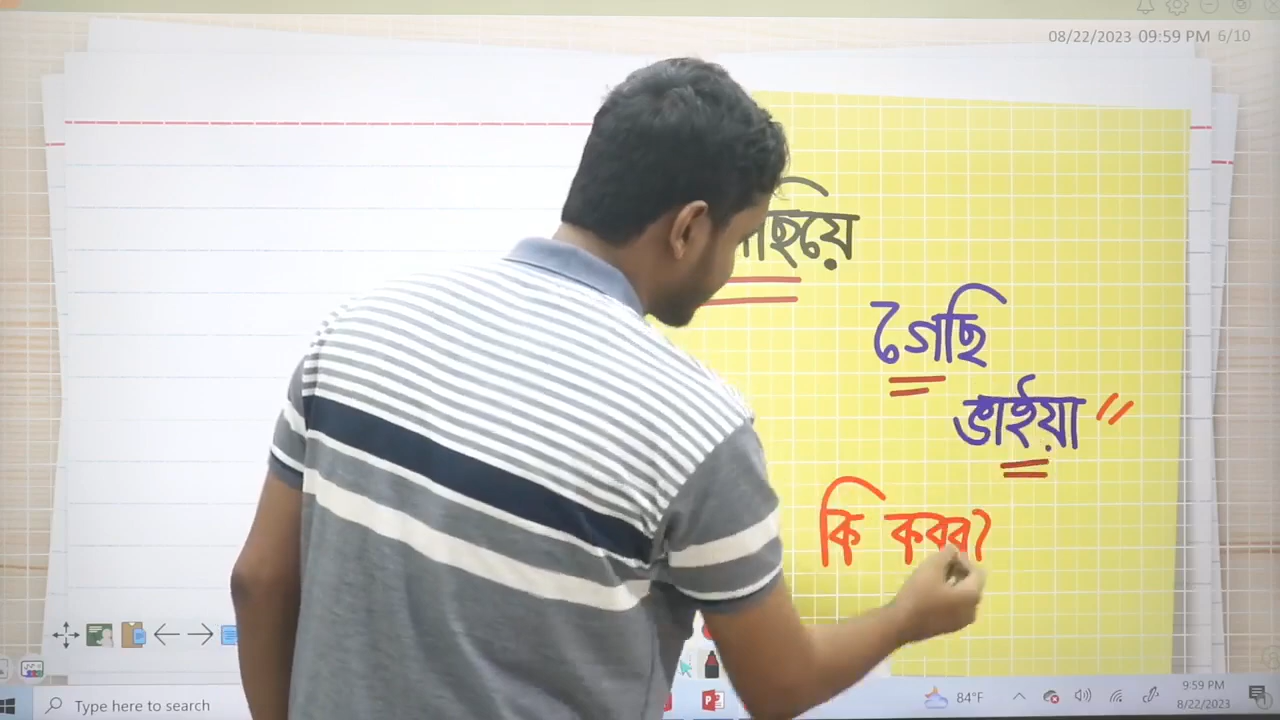 08/22/2023 09:59 PM 6/10
গেছি
ভাইয়া "
কি করব?
Type here to search
84°F
9:59 PM
8/22/2023